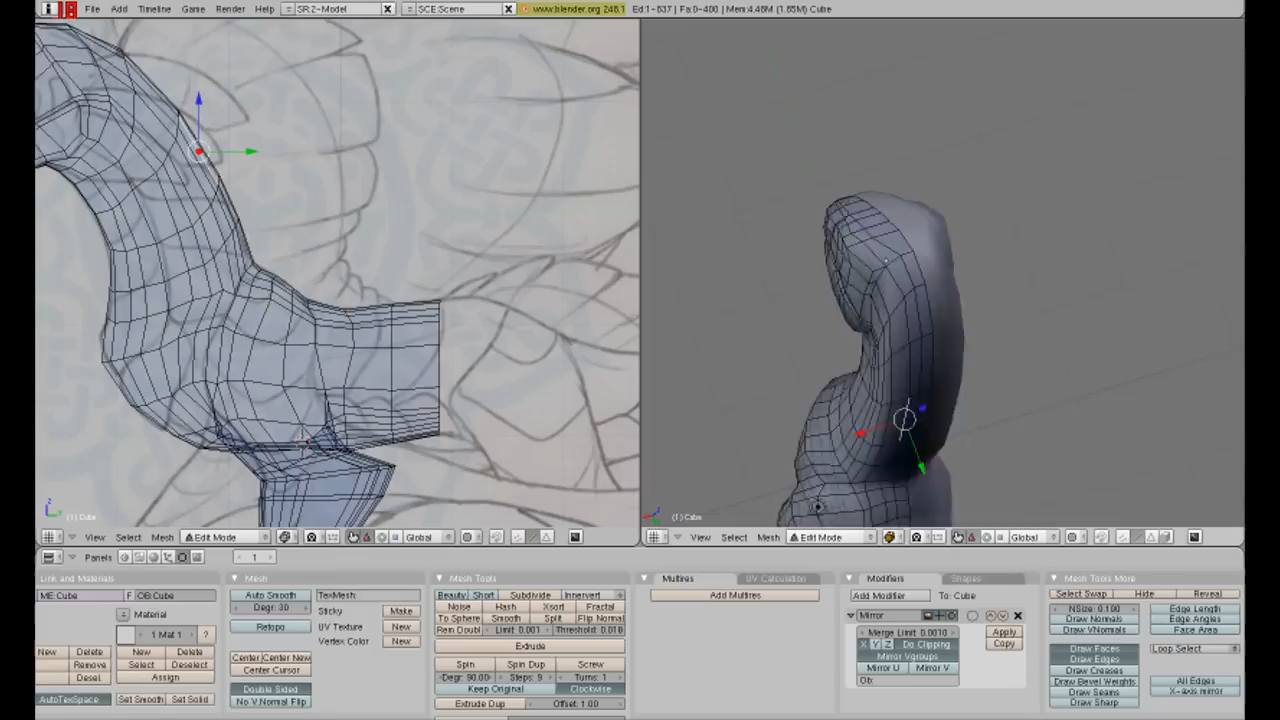 File Add Timeline Game Render Help SR:2-Model SCE:Scene www.blender.org 248.1 Ed:1-637 | Fa:0-400 | Mem:4.46M (1.65M) Cube
(1) Cube (1) Cube
View Select Mesh Edit Mode Global View Select Mesh Edit Mode Global
Panels 1
Link and Materials Mesh Mesh Tools Multires UV Calculation Modifiers Shapes Mesh Tools More
ME:Cube F OB:Cube Auto Smooth TexMesh: Beauty Short Subdivide Innervert Add Multires Add Modifier To: Cube Select Swap Hide Reveal
Material Degr: 30 Sticky Make Noise Hash Xsort Fractal Mirror NSize: 0.100 Edge Length
1 Mat 1 ? Retopo UV Texture New To Sphere Smooth Split Flip Normal Merge Limit: 0.0010 Apply Draw Normals Edge Angles
New Delete New Delete Vertex Color New Rem Doubl Limit: 0.001 Threshold: 0.010 X Y Z Do Clipping Copy Draw VNormals Face Area
Remove Select Deselect Center Center New Extrude Mirror Vgroups Draw Faces Loop Select
Desel. Assign Center Cursor Spin Spin Dup Screw Mirror U Mirror V Draw Edges
Degr: 90.00 Steps: 9 Turns: 1 Ob: Draw Creases
AutoTexSpace Set Smooth Set Solid Double Sided Keep Original Clockwise Draw Bevel Weights All Edges
No V.Normal Flip Extrude Dup Offset: 1.00 Draw Seams X-axis mirror
Draw Sharp